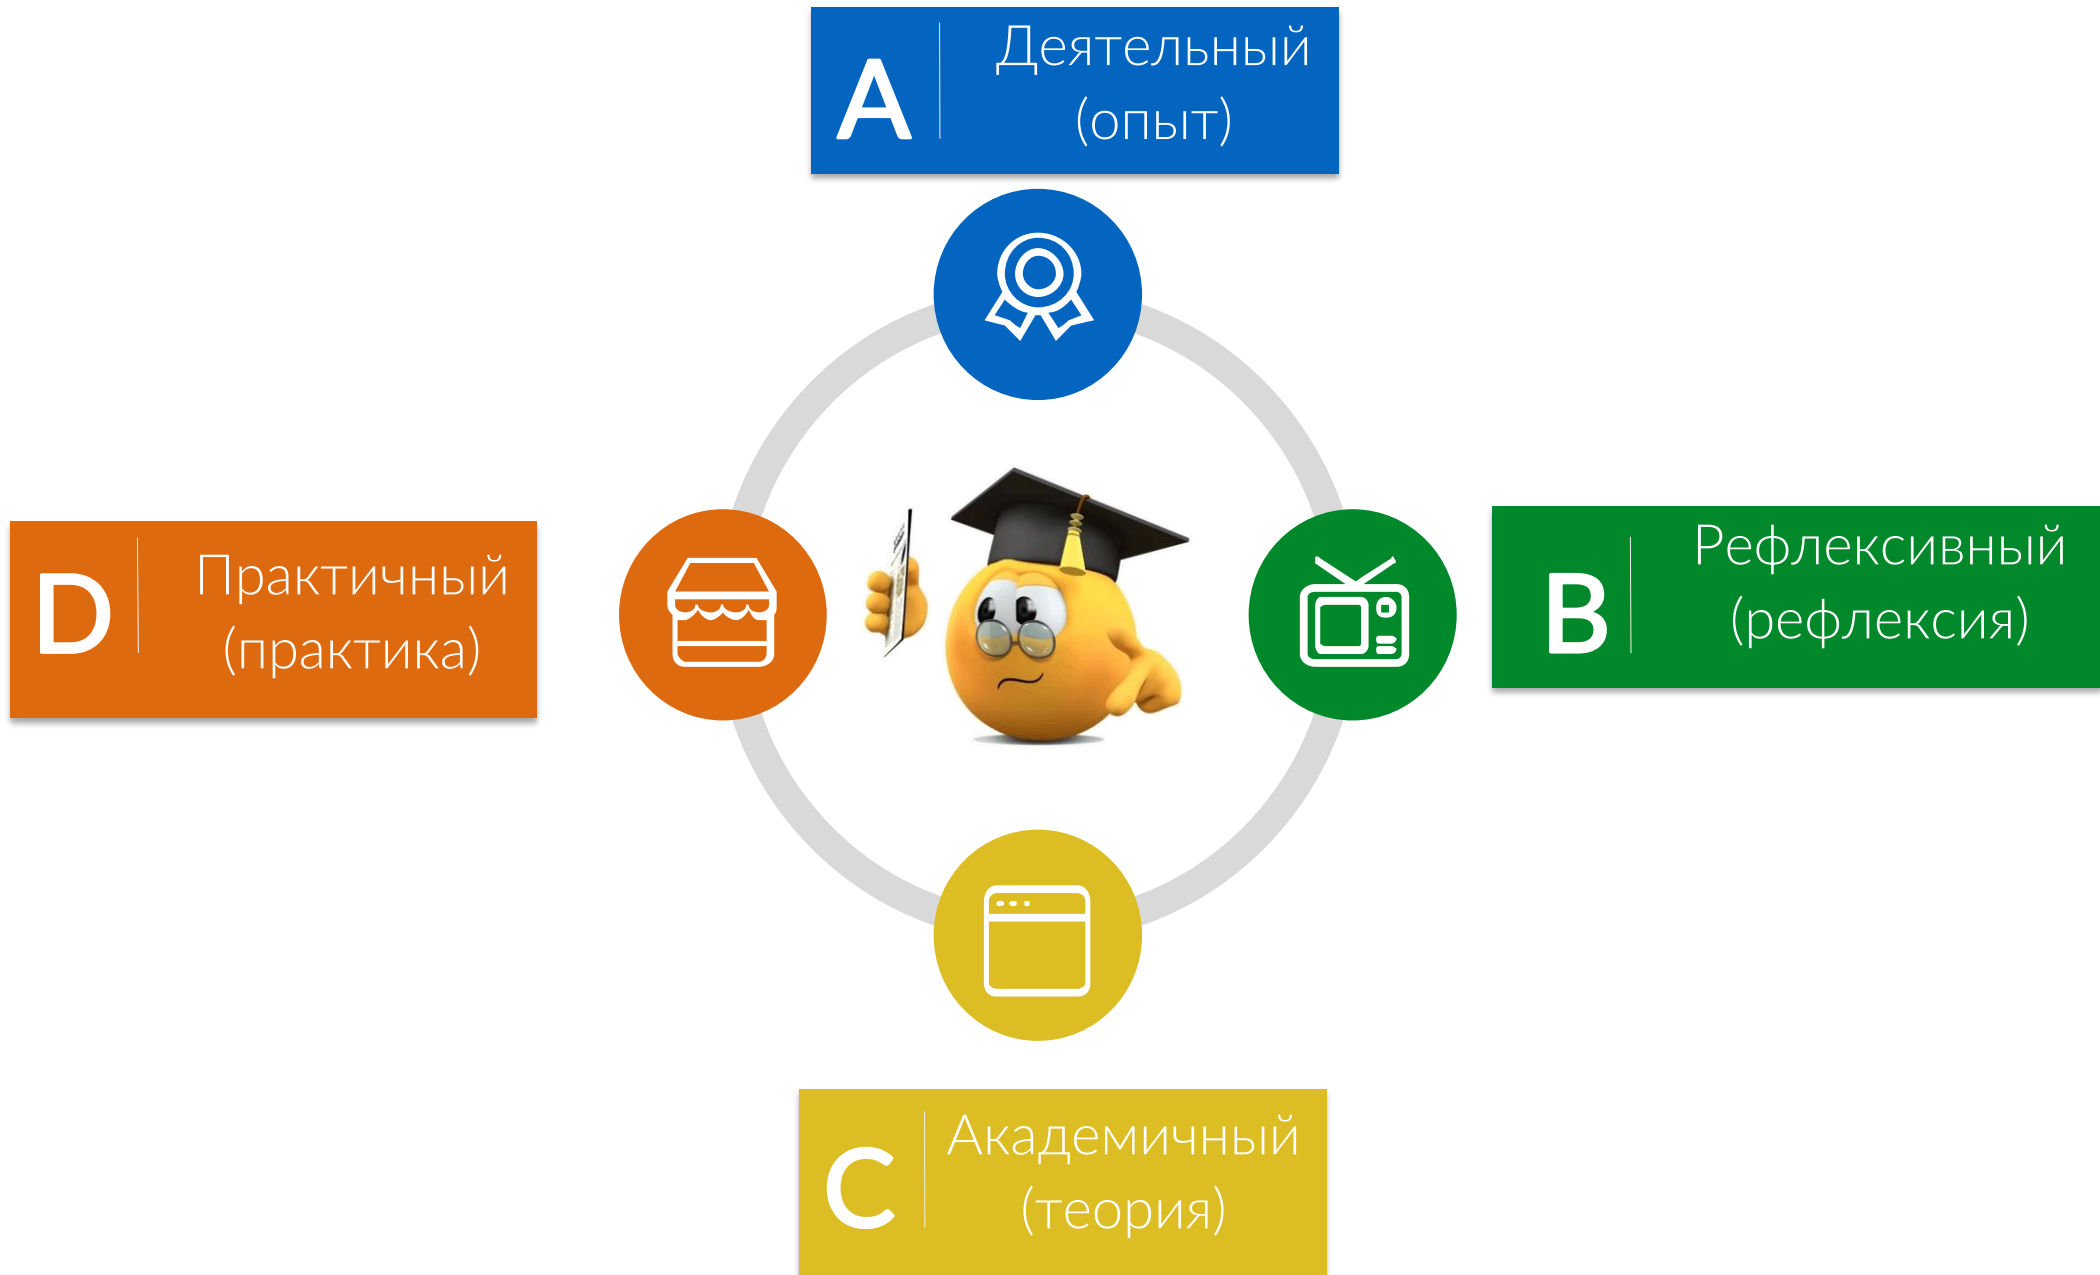 A
Деятельный
(опыт)
D
Практичный
(практика)
B
Рефлексивный
(рефлексия)
C
Академичный
(теория)